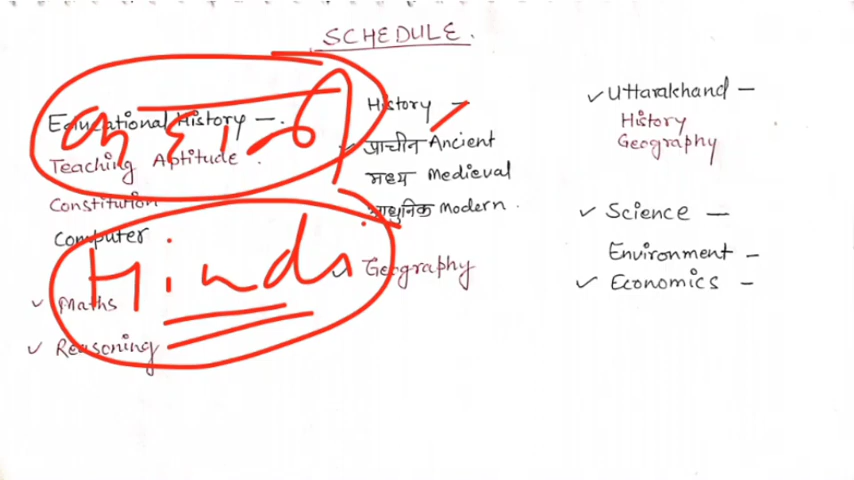 SCHEDULE.
Educational History –.
Teaching Aptitude .
Constitution
Computer
✓ Maths
✓ Reasoning
Hindi
History –
✓ प्राचीन Ancient
मध्य Medieval
आधुनिक Modern .
✓ Geography
✓ Uttarakhand –
History
Geography
✓ Science –
Environment –
✓ Economics –